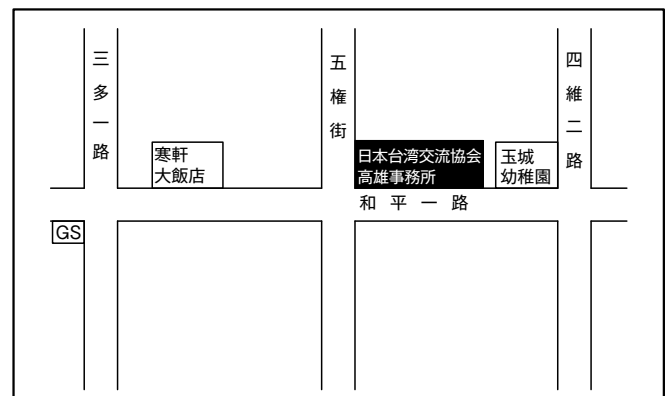 三多一路
五権街
四維二路
寒軒
大飯店
日本台湾交流協会
高雄事務所
玉城
幼稚園
和平一路
GS